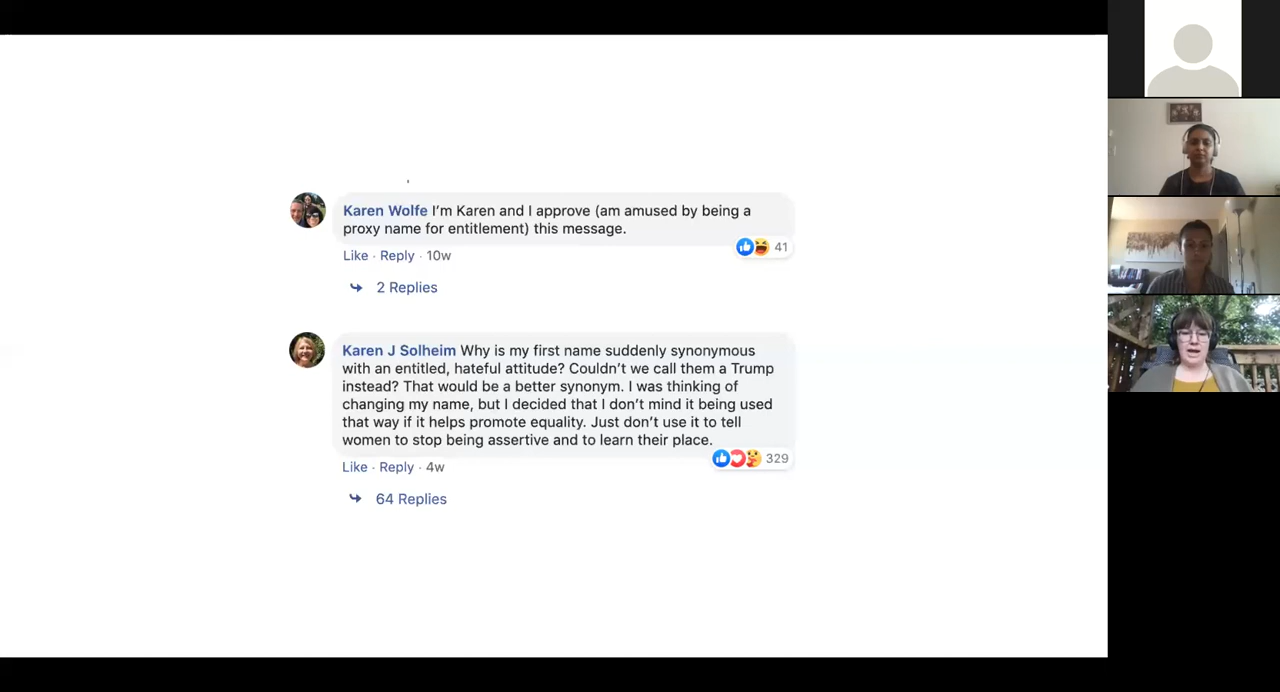 Karen Wolfe I’m Karen and I approve (am amused by being a
proxy name for entitlement) this message.
41
Like · Reply · 10w
2 Replies
Karen J Solheim Why is my first name suddenly synonymous
with an entitled, hateful attitude? Couldn’t we call them a Trump
instead? That would be a better synonym. I was thinking of
changing my name, but I decided that I don’t mind it being used
that way if it helps promote equality. Just don’t use it to tell
women to stop being assertive and to learn their place.
329
Like · Reply · 4w
64 Replies